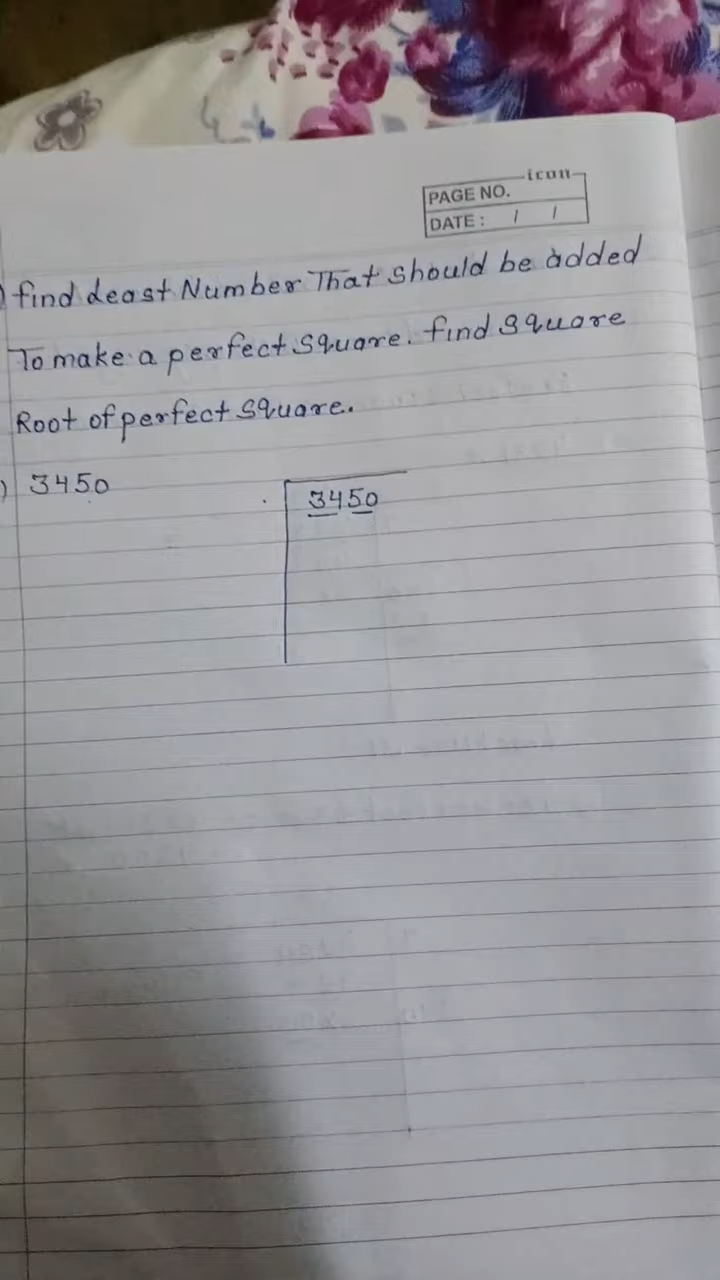 icon
PAGE NO.
DATE : / /
) find least Number That should be added
To make a perfect square. find square
Root of perfect square.
) 3450
3450